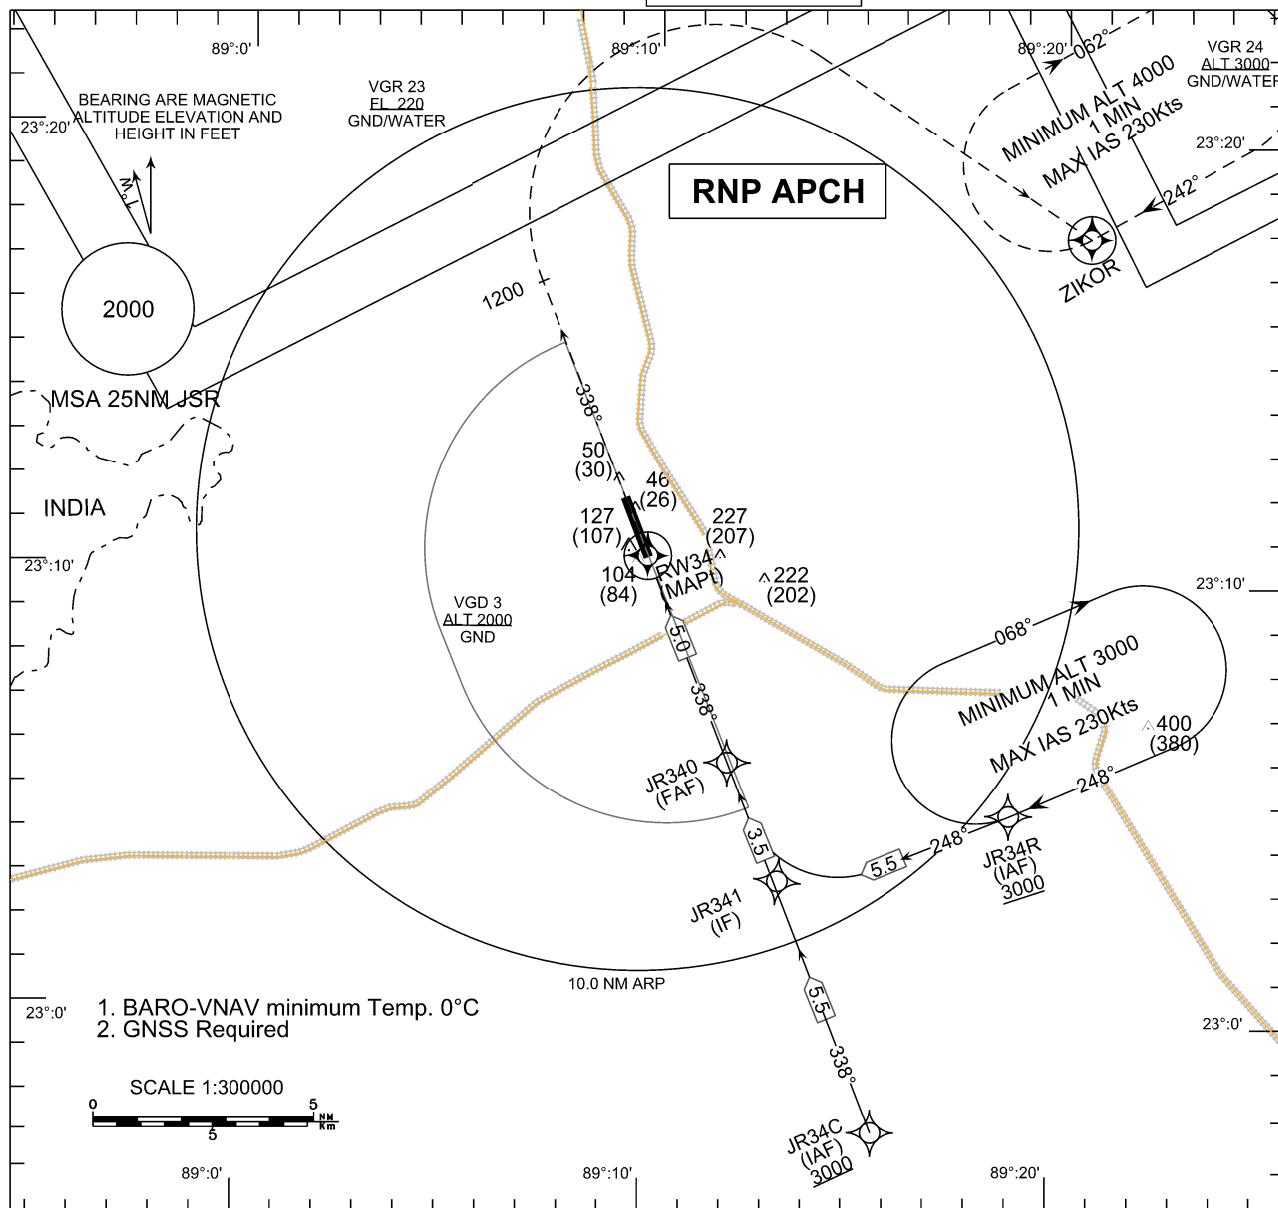 89°:0'
89°:10'
89°:20'
062°
VGR 24
ALT 3000
GND/WATER
VGR 23
FL 220
GND/WATER
BEARING ARE MAGNETIC
ALTITUDE ELEVATION AND
HEIGHT IN FEET
23°:20'
MINIMUM ALT 4000
1 MIN
MAX IAS 230Kts
23°:20'
RNP APCH
242°
ZIKOR
2000
1200
MSA 25NM JSR
338°
50
(30)
46
(26)
INDIA
127
(107)
227
(207)
23°:10'
104
(84)
RW34
(MAPt)
222
(202)
23°:10'
VGD 3
ALT 2000
GND
5.0
068°
MINIMUM ALT 3000
1 MIN
MAX IAS 230Kts
338°
400
(380)
JR340
(FAF)
248°
3.5
5.5
248°
JR34R
(IAF)
3000
JR341
(IF)
10.0 NM ARP
5.5
23°:0'
1. BARO-VNAV minimum Temp. 0°C
2. GNSS Required
23°:0'
338°
SCALE 1:300000
0
5
NM
Km
5
JR34C
(IAF)
3000
89°:0'
89°:10'
89°:20'